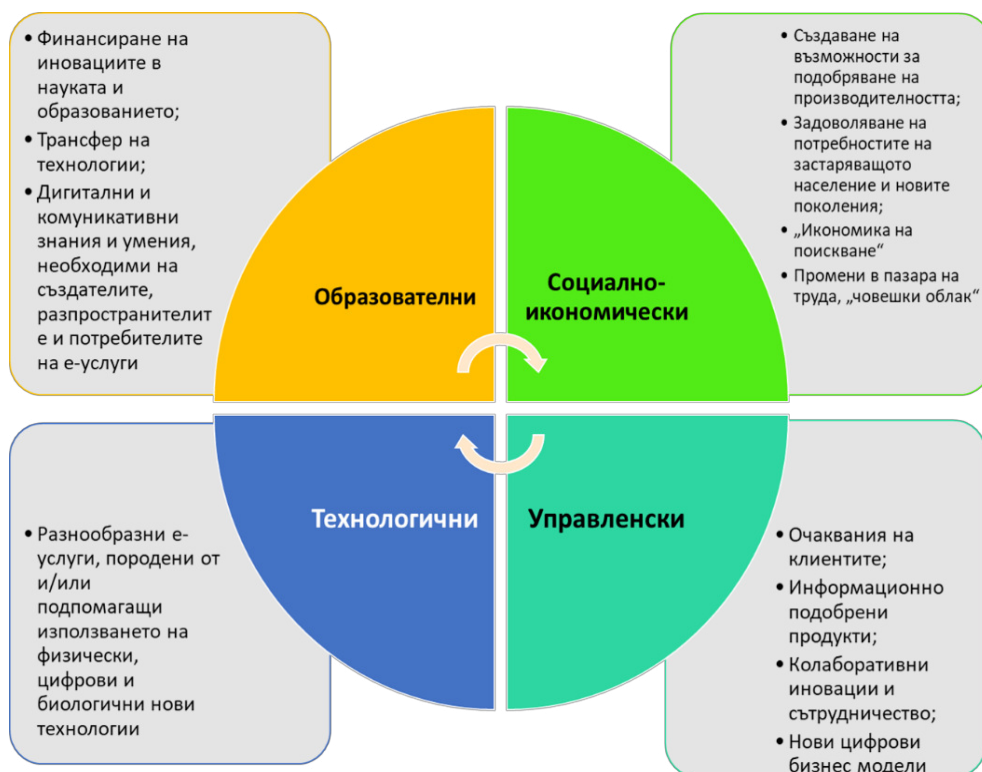 • Финансиране на
иновациите в
науката и
образованието;
• Трансфер на
технологии;
• Дигитални и
комуникативни
знания и умения,
необходими на
създателите,
разпространителит
е и потребителите
на е-услуги
Образователни
• Създаване на
възможности за
подобряване на
производителността;
• Задоволяване на
потребностите на
застаряващото
население и новите
поколения;
• „Икономика на
поискване“
• Промени в пазара на
труда, „човешки облак“
Социално-
икономически
• Разнообразни е-
услуги, породени от
и/или
подпомагащи
използването на
физически,
цифрови и
биологични нови
технологии
Технологични
Управленски
• Очаквания на
клиентите;
• Информационно
подобрени
продукти;
• Колаборативни
иновации и
сътрудничество;
• Нови цифрови
бизнес модели